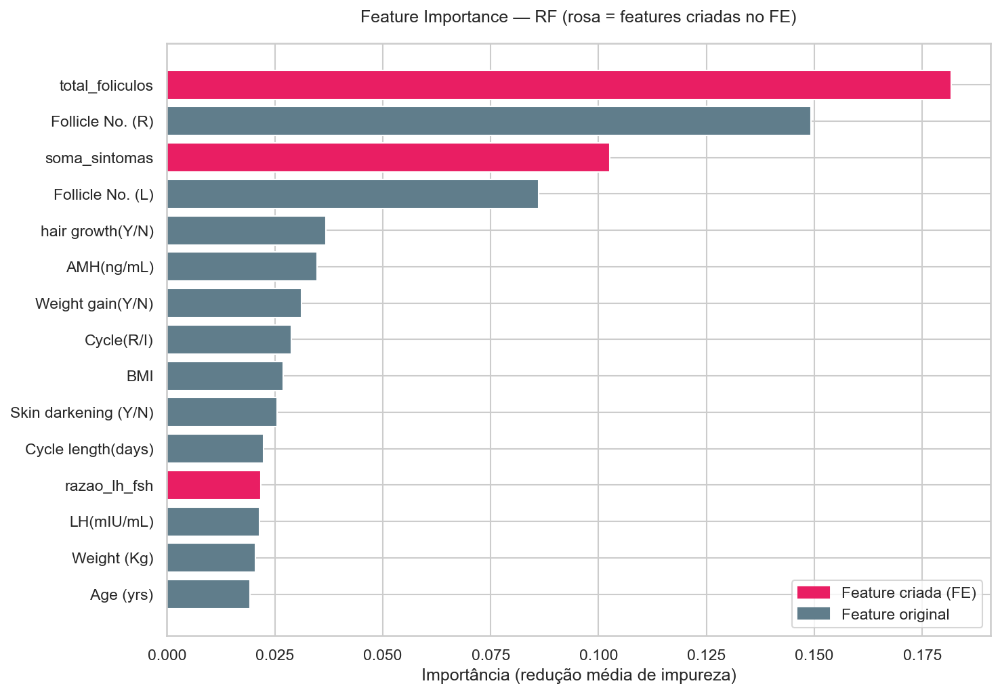 Feature Importance — RF (rosa = features criadas no FE)
total_foliculos
Follicle No. (R)
soma_sintomas
Follicle No. (L)
hair growth(Y/N)
AMH(ng/mL)
Weight gain(Y/N)
Cycle(R/I)
BMI
Skin darkening (Y/N)
Cycle length(days)
razao_lh_fsh
LH(mIU/mL)
Weight (Kg)
Age (yrs)
Feature criada (FE)
Feature original
0.000 0.025 0.050 0.075 0.100 0.125 0.150 0.175
Importância (redução média de impureza)